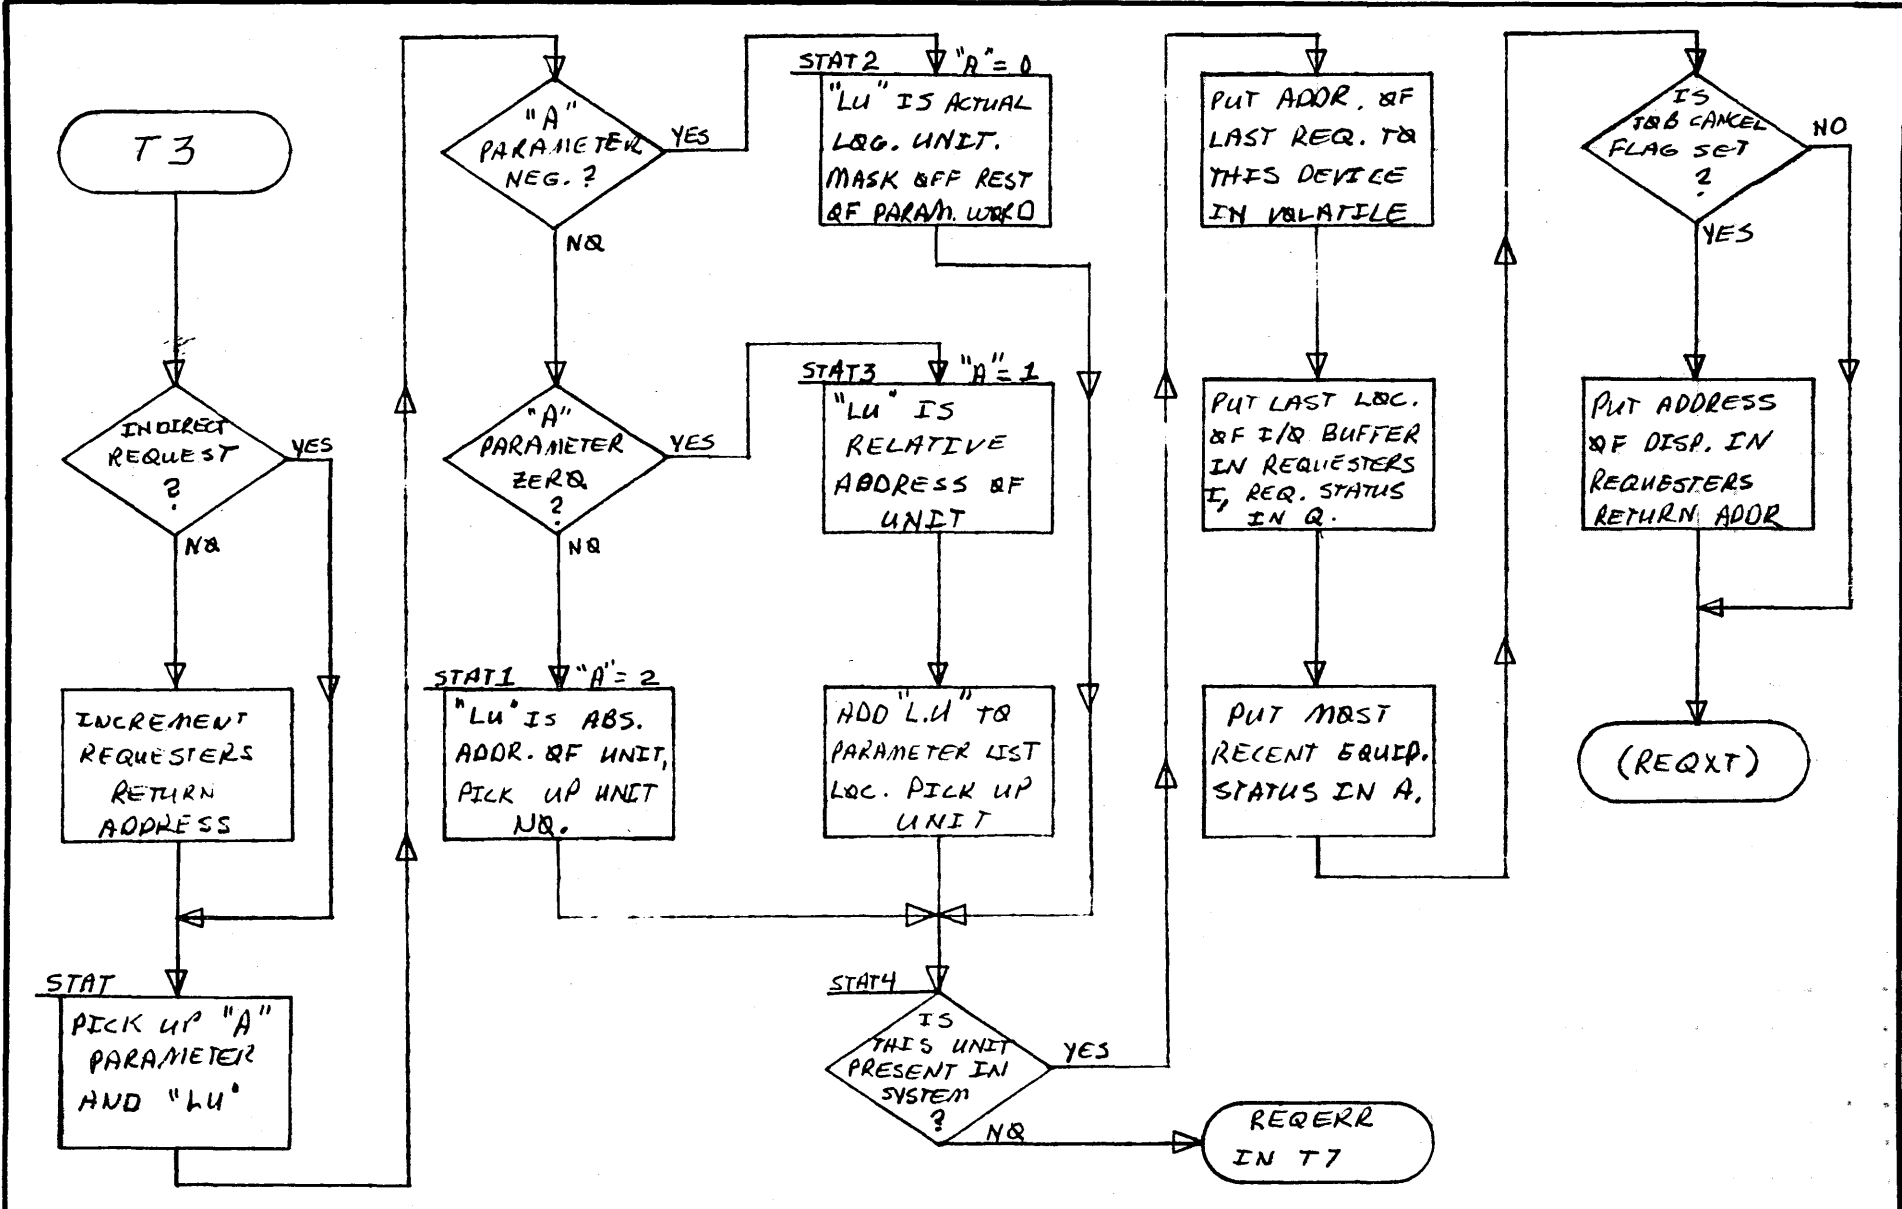 T3
INDIRECT
REQUEST
?
YES
NO
INCREMENT
REQUESTERS
RETURN
ADDRESS
STAT
PICK UP "A"
PARAMETER
AND "LU"
"A"
PARAMETER
NEG. ?
YES
NO
"A"
PARAMETER
ZERO
?
YES
NO
STAT1 "A" = 2
"LU" IS ABS.
ADDR. OF UNIT,
PICK UP UNIT
NO.
STAT2 "A" = 0
"LU" IS ACTUAL
LOG. UNIT.
MASK OFF REST
OF PARAM. WORD
STAT3 "A" = 1
"LU" IS
RELATIVE
ADDRESS OF
UNIT
ADD "L.U" TO
PARAMETER LIST
LOC. PICK UP
UNIT
STAT4
IS
THIS UNIT
PRESENT IN
SYSTEM
?
YES
NO
REQERR
IN T7
PUT ADDR. OF
LAST REQ. TO
THIS DEVICE
IN VOLATILE
PUT LAST LOC.
OF I/O BUFFER
IN REQUESTERS
I, REQ. STATUS
IN Q.
PUT MOST
RECENT EQUIP.
STATUS IN A.
IS
JOB CANCEL
FLAG SET
?
NO
YES
PUT ADDRESS
OF DISP. IN
REQUESTERS
RETURN ADDR
(REQXT)